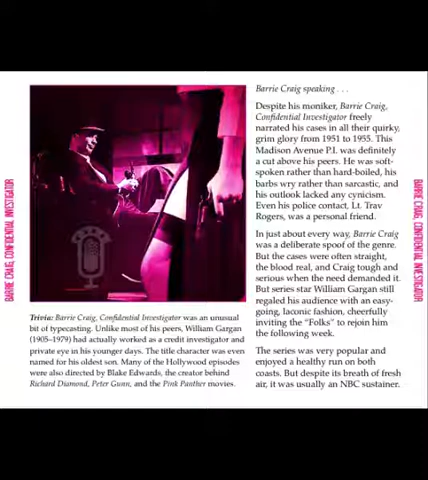 BARRIE CRAIG, CONFIDENTIAL INVESTIGATOR
Trivia: Barrie Craig, Confidential Investigator was an unusual
bit of typecasting. Unlike most of his peers, William Gargan
(1905–1979) had actually worked as a credit investigator and
private eye in his younger days. The title character was even
named for his oldest son. Many of the Hollywood episodes
were also directed by Blake Edwards, the creator behind
Richard Diamond, Peter Gunn, and the Pink Panther movies.
Barrie Craig speaking . . .
Despite his moniker, Barrie Craig,
Confidential Investigator freely
narrated his cases in all their quirky,
grim glory from 1951 to 1955. This
Madison Avenue P.I. was definitely
a cut above his peers. He was soft-
spoken rather than hard-boiled, his
barbs wry rather than sarcastic, and
his outlook lacked any cynicism.
Even his police contact, Lt. Trav
Rogers, was a personal friend.
In just about every way, Barrie Craig
was a deliberate spoof of the genre.
But the cases were often straight,
the blood real, and Craig tough and
serious when the need demanded it.
But series star William Gargan still
regaled his audience with an easy-
going, laconic fashion, cheerfully
inviting the “Folks” to rejoin him
the following week.
The series was very popular and
enjoyed a healthy run on both
coasts. But despite its breath of fresh
air, it was usually an NBC sustainer.
BARRIE CRAIG, CONFIDENTIAL INVESTIGATOR